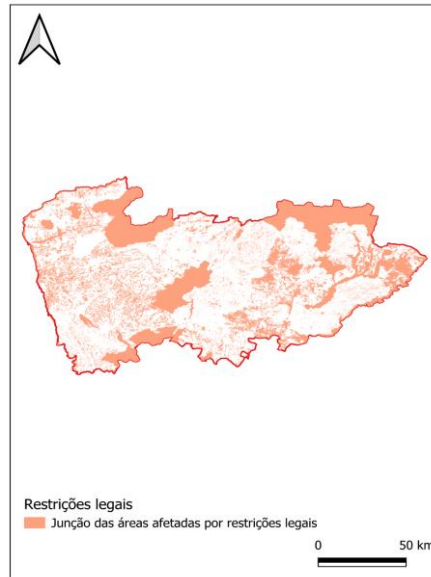 Restrições legais
Junção das áreas afetadas por restrições legais
0 50 km